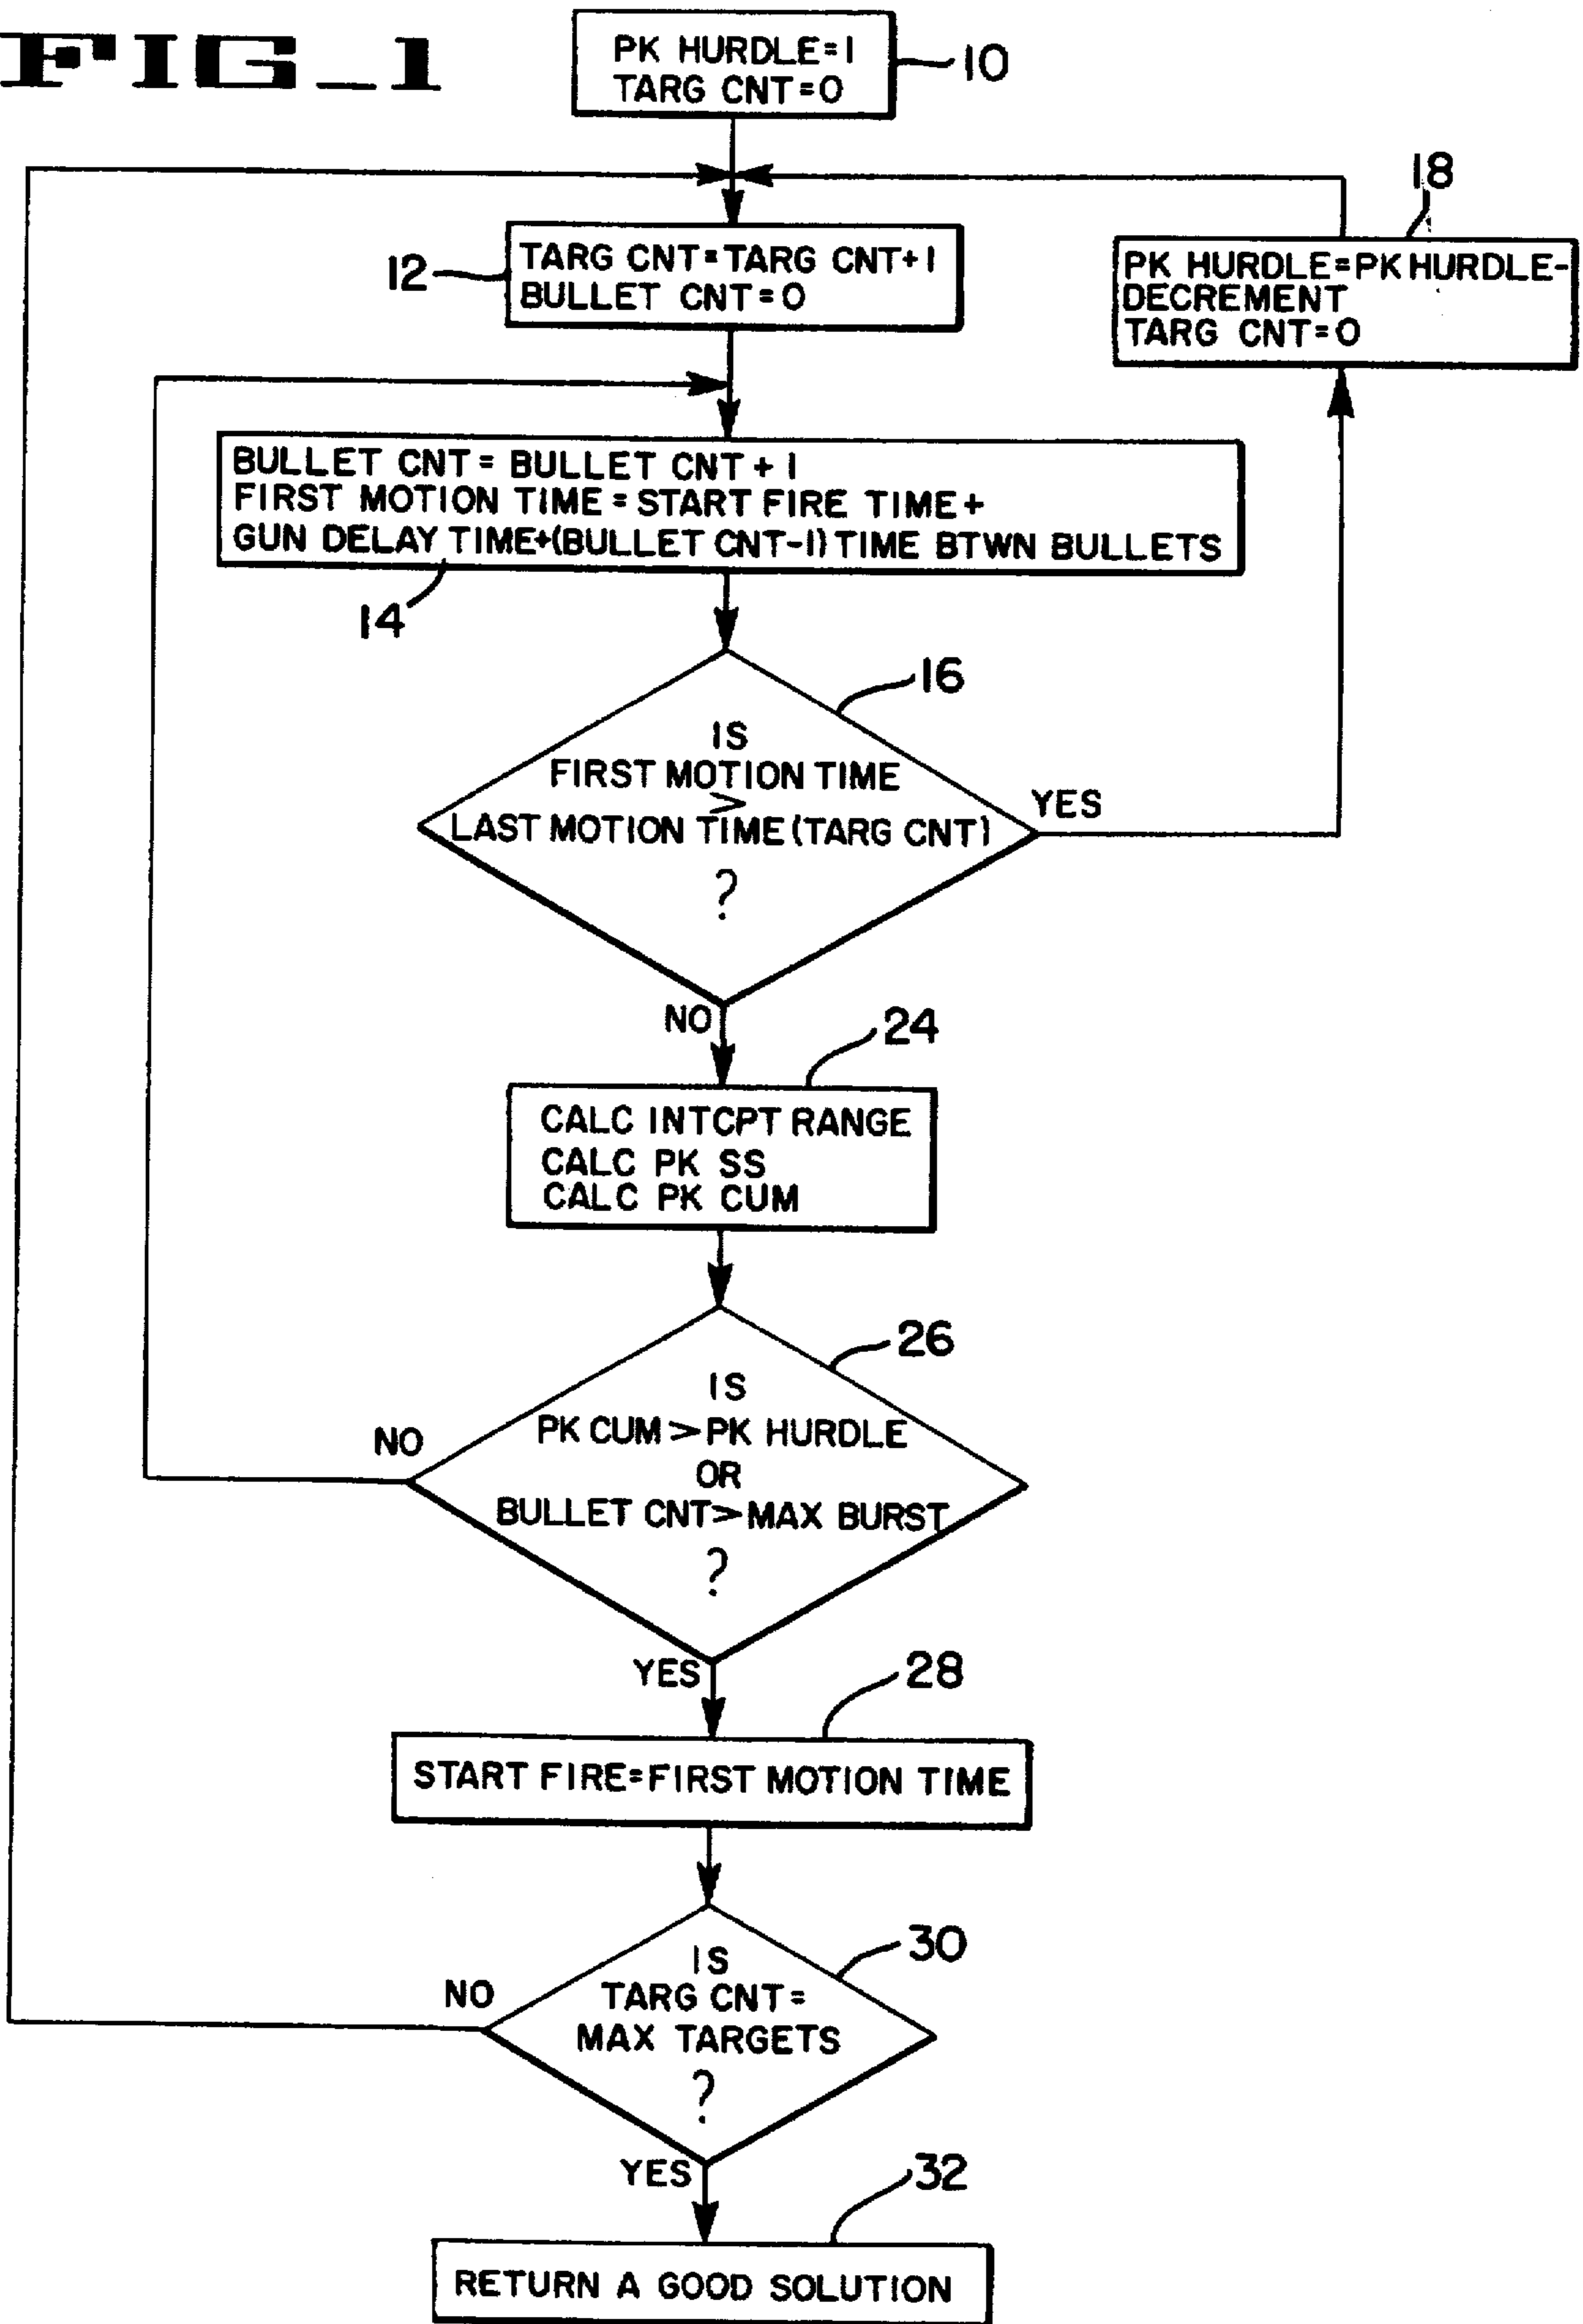 FIG_1
PK HURDLE=1
TARG CNT=0
10
18
12
TARG CNT=TARG CNT+1
BULLET CNT=0
PK HURDLE=PK HURDLE-
DECREMENT
TARG CNT=0
BULLET CNT= BULLET CNT + 1
FIRST MOTION TIME=START FIRE TIME+
GUN DELAY TIME+(BULLET CNT-1) TIME BTWN BULLETS
14
16
IS
FIRST MOTION TIME
>
LAST MOTION TIME (TARG CNT)
?
YES
NO
24
CALC INTCPT RANGE
CALC PK SS
CALC PK CUM
26
IS
PK CUM > PK HURDLE
OR
BULLET CNT> MAX BURST
?
NO
YES
28
START FIRE=FIRST MOTION TIME
30
IS
TARG CNT=
MAX TARGETS
?
NO
YES
32
RETURN A GOOD SOLUTION